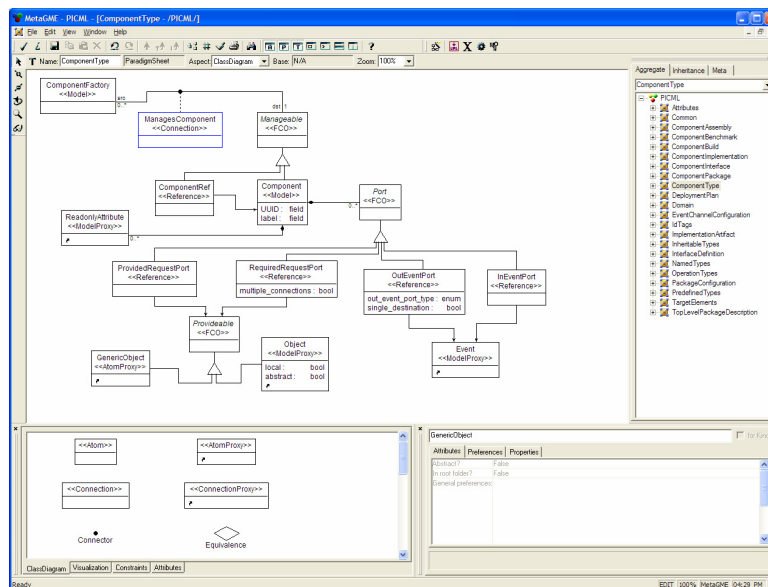 MetaGME - PICML - [ComponentType - /PICML/]
File Edit View Window Help
Name: ComponentType ParadigmSheet Aspect: ClassDiagram Base: N/A Zoom: 100%
ComponentFactory
<<Model>>
src
0..*
dst 1
ManagesComponent
<<Connection>>
Manageable
<<FCO>>
ComponentRef
<<Reference>>
Component
<<Model>>
UUID : field
label : field
Port
<<FCO>>
0..*
ReadonlyAttribute
<<ModelProxy>>
0..*
ProvidedRequestPort
<<Reference>>
RequiredRequestPort
<<Reference>>
multiple_connections : bool
OutEventPort
<<Reference>>
out_event_port_type : enum
single_destination : bool
InEventPort
<<Reference>>
Provideable
<<FCO>>
GenericObject
<<AtomProxy>>
Object
<<ModelProxy>>
local : bool
abstract : bool
Event
<<ModelProxy>>
Aggregate Inheritance Meta
ComponentType
PICML
Attributes
Common
ComponentAssembly
ComponentBenchmark
ComponentBuild
ComponentImplementation
ComponentInterface
ComponentPackage
ComponentType
DeploymentPlan
Domain
EventChannelConfiguration
IdTags
ImplementationArtifact
InheritableTypes
InterfaceDefinition
NamedTypes
OperationTypes
PackageConfiguration
PredefinedTypes
TargetElements
TopLevelPackageDescription
<<Atom>>
<<AtomProxy>>
<<Connection>>
<<ConnectionProxy>>
Connector
Equivalence
ClassDiagram Visualization Constraints Attributes
GenericObject
for Kind
Attributes Preferences Properties
Abstract? False
In root folder? False
General preferences
Ready
EDIT 100% MetaGME 04:29 PM